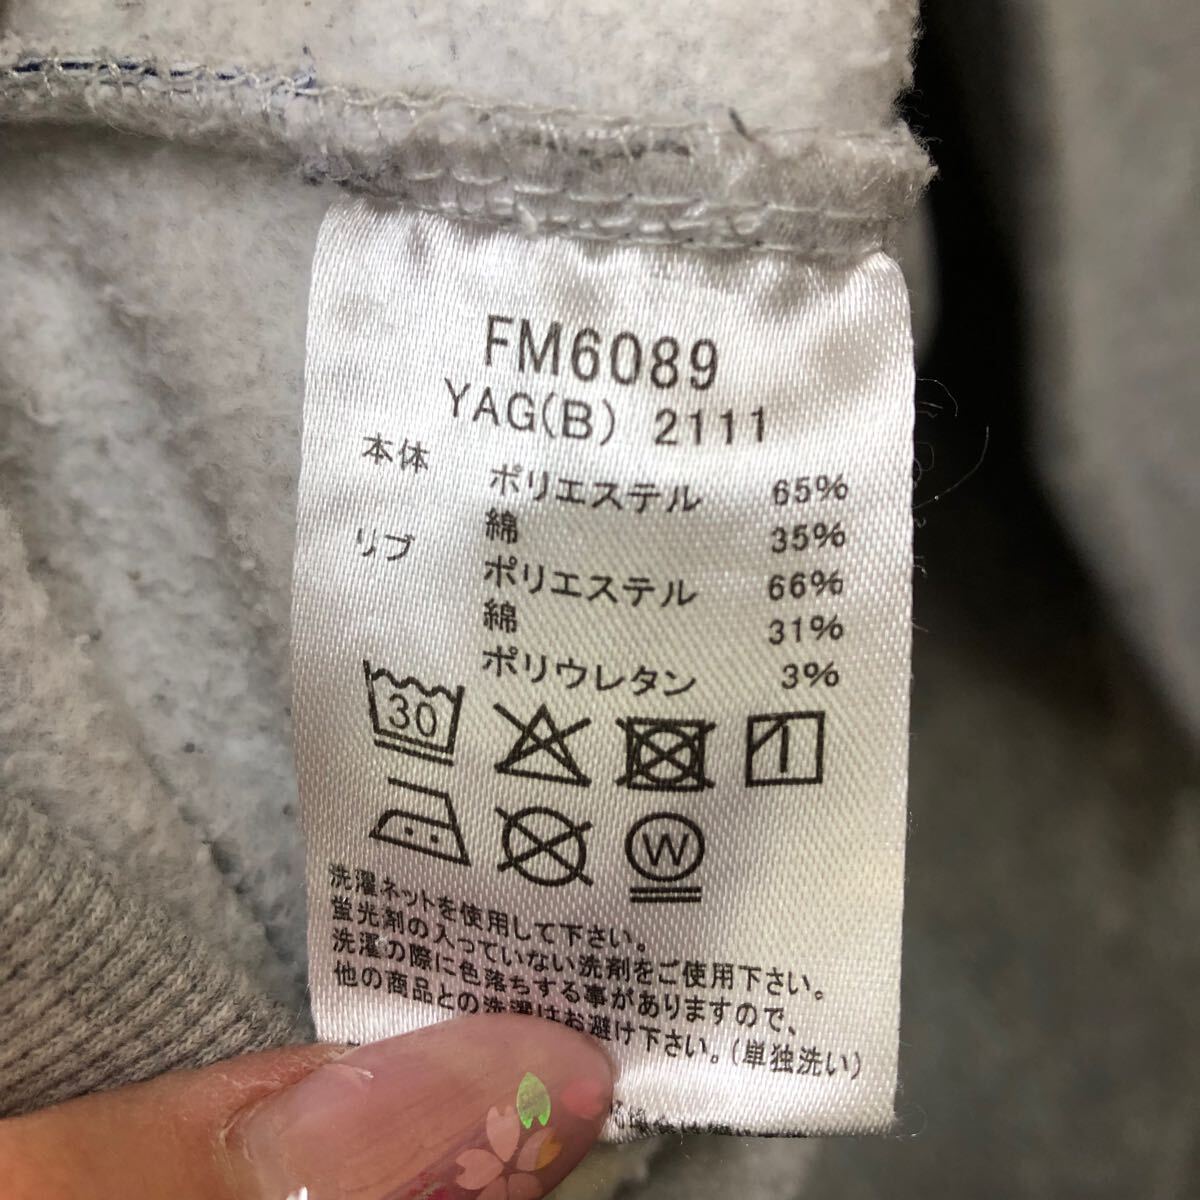 FM6089
YAG(B) 2111
本体 ポリエステル 65%
綿 35%
リブ ポリエステル 66%
綿 31%
ポリウレタン 3%
30
W
洗濯ネットを使用して下さい。
蛍光剤の入っていない洗剤をご使用下さい。
洗濯の際に色落ちする事がありますので、
他の商品との洗濯はお避け下さい。(単独洗い)